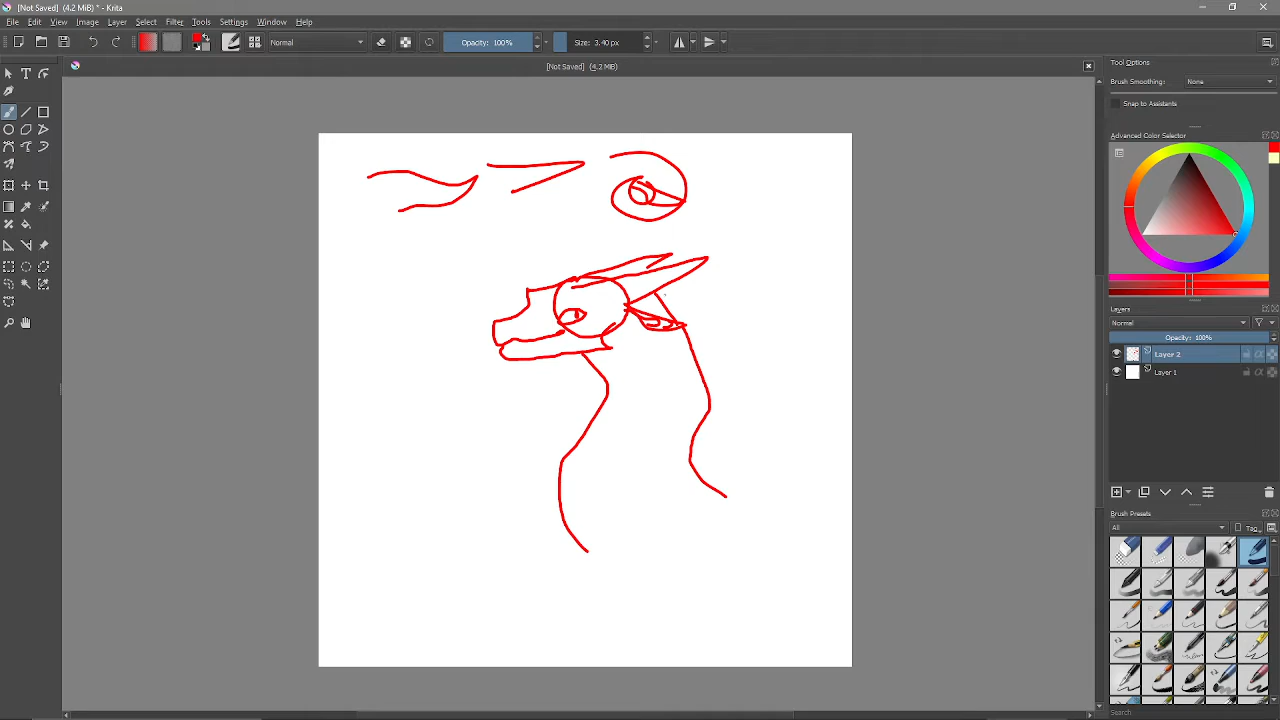 [Not Saved] (4.2 MiB) * - Krita
File Edit View Image Layer Select Filter Tools Settings Window Help
Normal
Opacity: 100%
Size: 3.40 px
[Not Saved] (4.2 MiB)
Tool Options
Brush Smoothing: None
Snap to Assistants
Advanced Color Selector
Layers
Normal
Opacity: 100%
Layer 2
Layer 1
Brush Presets
All
Tag
Search